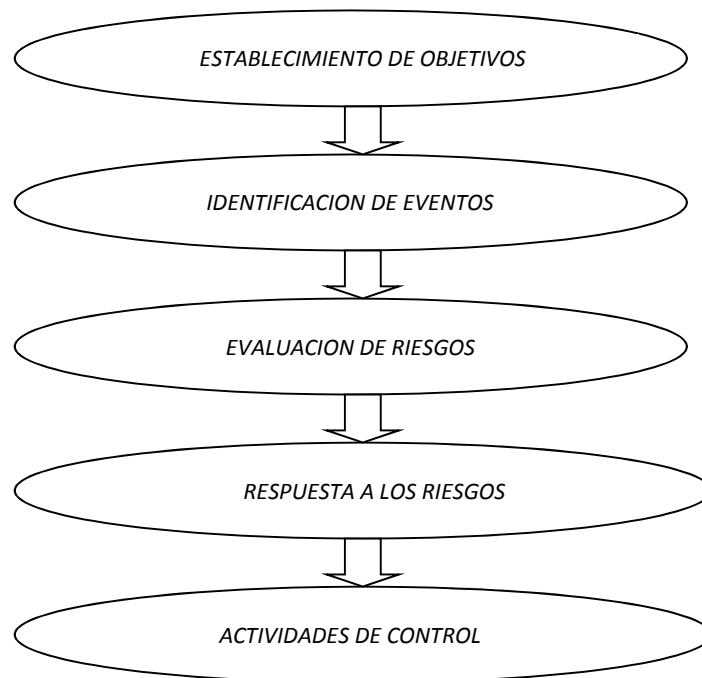 ESTABLECIMIENTO DE OBJETIVOS
IDENTIFICACION DE EVENTOS
EVALUACION DE RIESGOS
RESPUESTA A LOS RIESGOS
ACTIVIDADES DE CONTROL